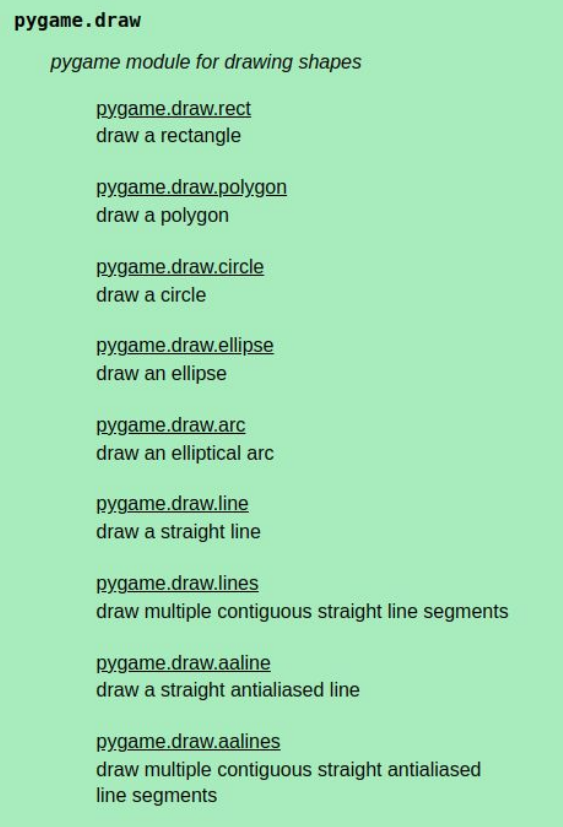 pygame.draw
pygame module for drawing shapes
pygame.draw.rect
draw a rectangle
pygame.draw.polygon
draw a polygon
pygame.draw.circle
draw a circle
pygame.draw.ellipse
draw an ellipse
pygame.draw.arc
draw an elliptical arc
pygame.draw.line
draw a straight line
pygame.draw.lines
draw multiple contiguous straight line segments
pygame.draw.aaline
draw a straight antialiased line
pygame.draw.aalines
draw multiple contiguous straight antialiased
line segments